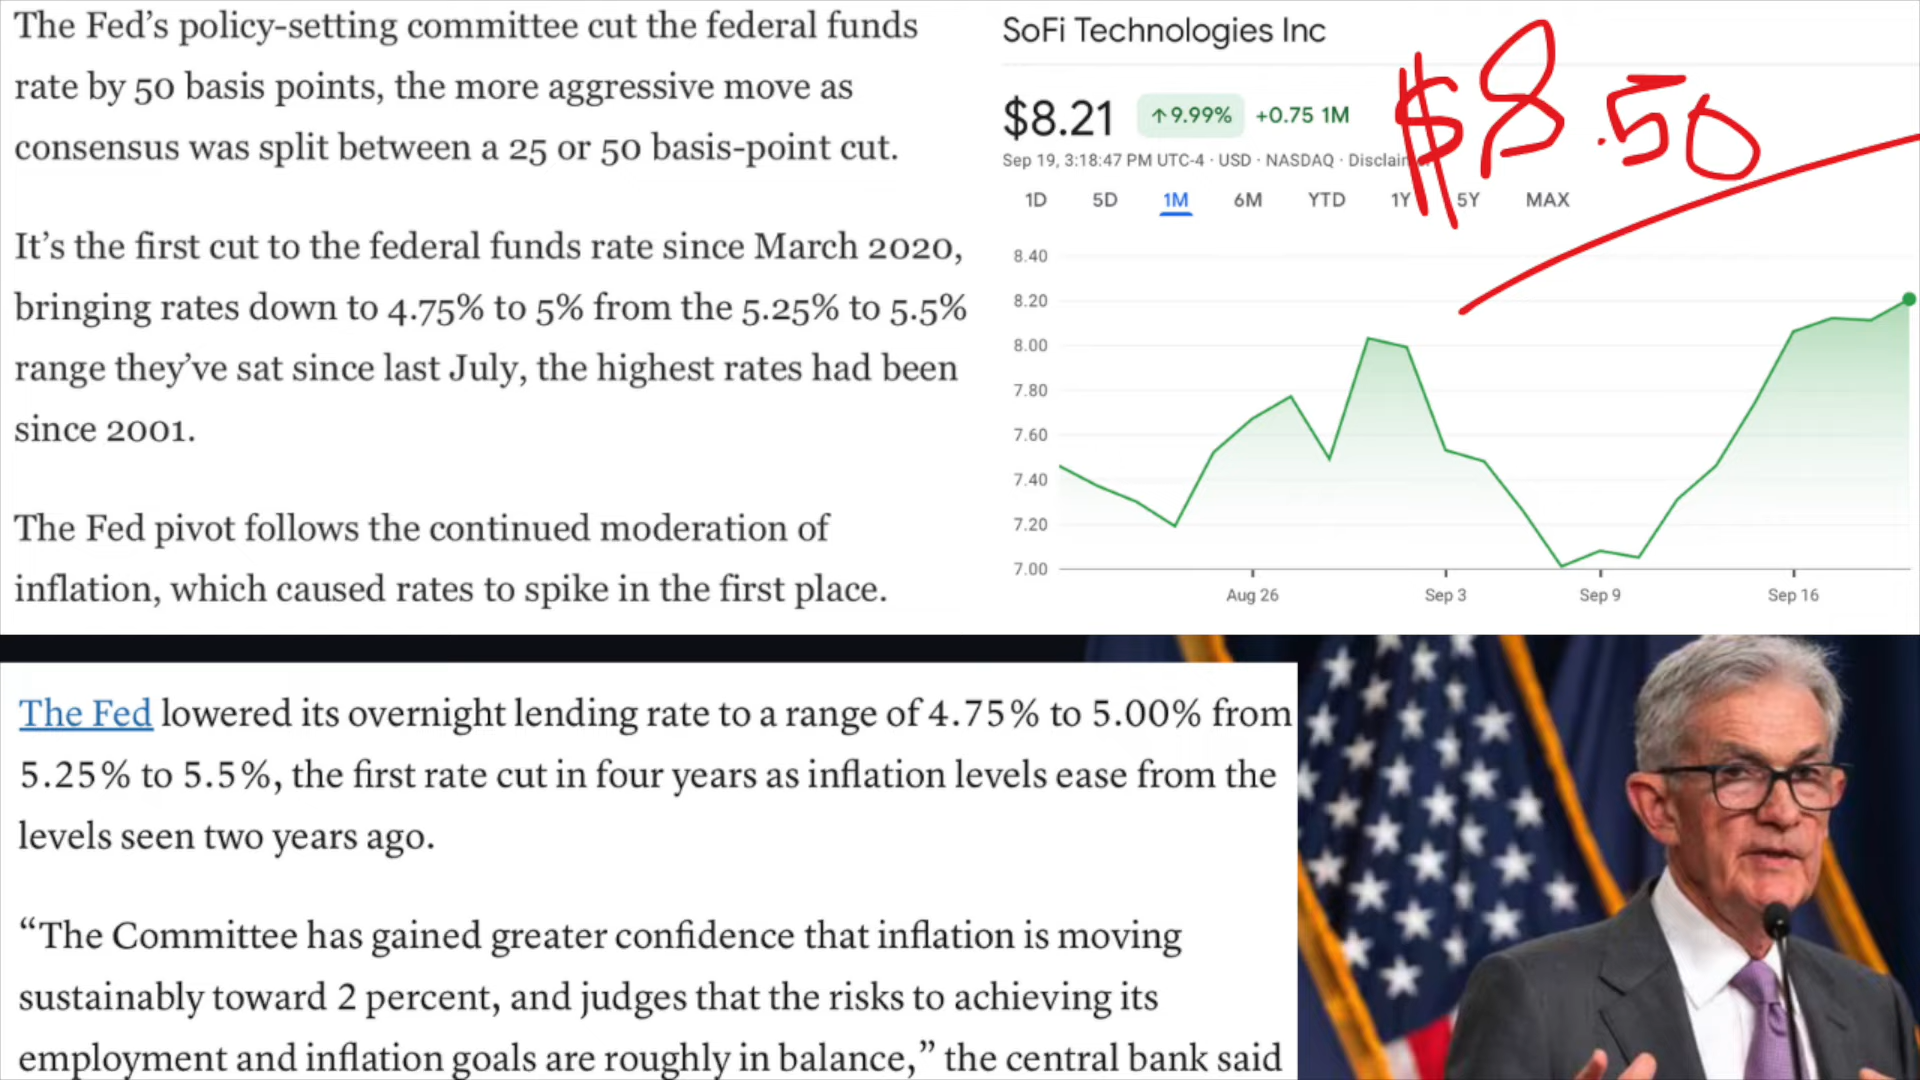 The Fed’s policy-setting committee cut the federal funds
rate by 50 basis points, the more aggressive move as
consensus was split between a 25 or 50 basis-point cut.
It’s the first cut to the federal funds rate since March 2020,
bringing rates down to 4.75% to 5% from the 5.25% to 5.5%
range they’ve sat since last July, the highest rates had been
since 2001.
The Fed pivot follows the continued moderation of
inflation, which caused rates to spike in the first place.
SoFi Technologies Inc
$8.21 ↑ 9.99% +0.75 1M
$8.50
Sep 19, 3:18:47 PM UTC-4 · USD · NASDAQ ·
1D 5D 1M 6M YTD 1Y 5Y MAX
8.40
8.20
8.00
7.80
7.60
7.40
7.20
7.00
Aug 26 Sep 3 Sep 9 Sep 16
The Fed lowered its overnight lending rate to a range of 4.75% to 5.00% from
5.25% to 5.5%, the first rate cut in four years as inflation levels ease from the
levels seen two years ago.
“The Committee has gained greater confidence that inflation is moving
sustainably toward 2 percent, and judges that the risks to achieving its
employment and inflation goals are roughly in balance,” the central bank said